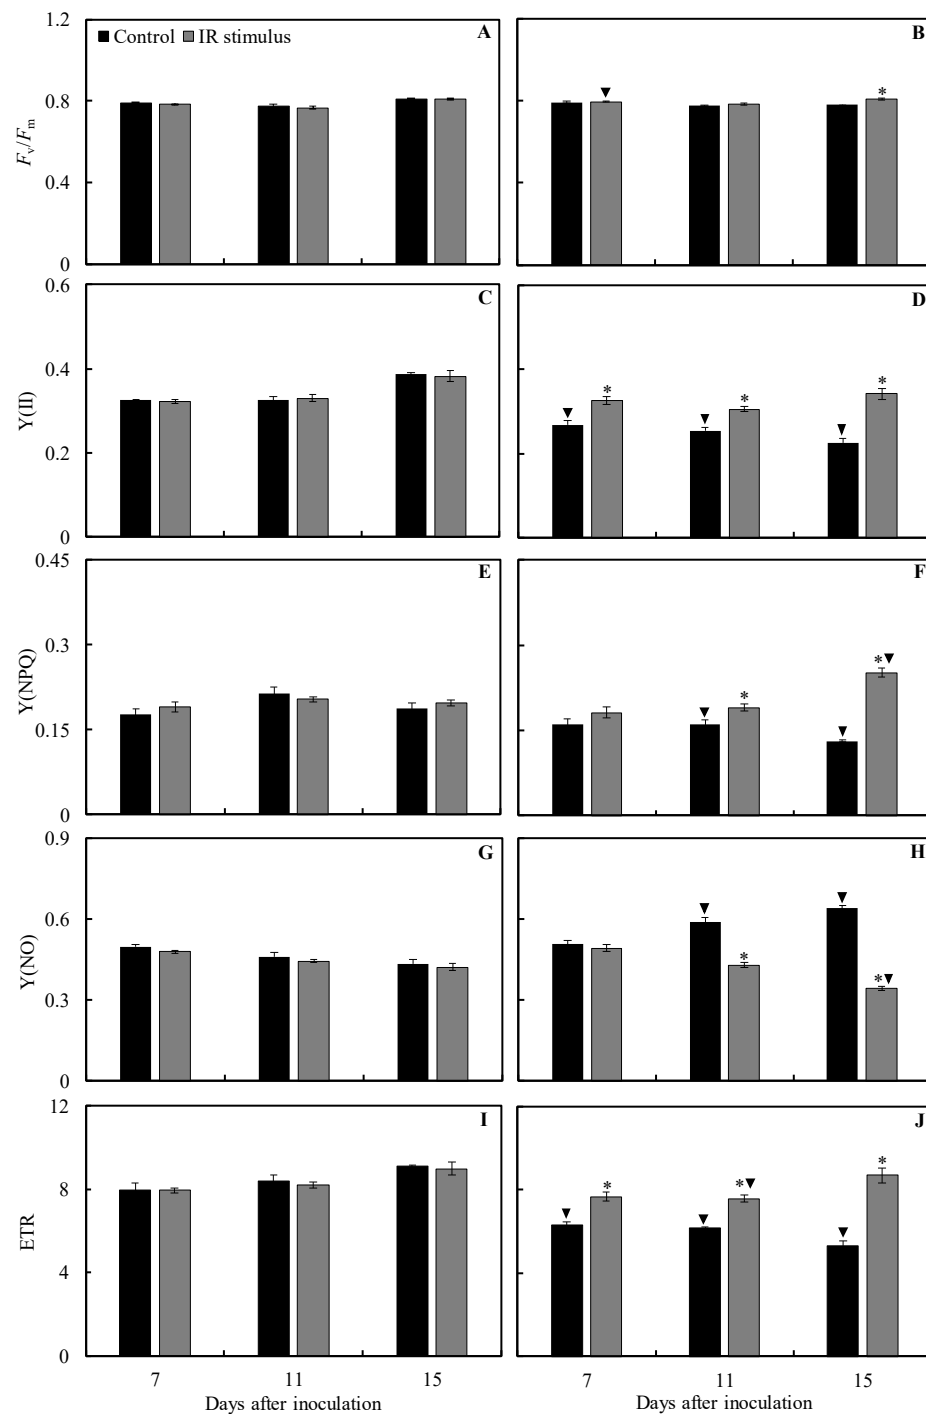 1.2
■ Control ■ IR stimulus
A
B
▼
*
0.8
0.4
0
Fv/Fm
0.6
C
D
0.4
0.2
0
Y(II)
▼
*
▼
*
▼
*
0.45
E
F
0.3
0.15
0
Y(NPQ)
▼
*
▼
*▼
0.9
G
H
0.6
0.3
0
Y(NO)
▼
*
▼
*▼
12
I
J
8
4
0
ETR
▼
*
▼
*▼
▼
*
7 11 15
7 11 15
Days after inoculation
Days after inoculation